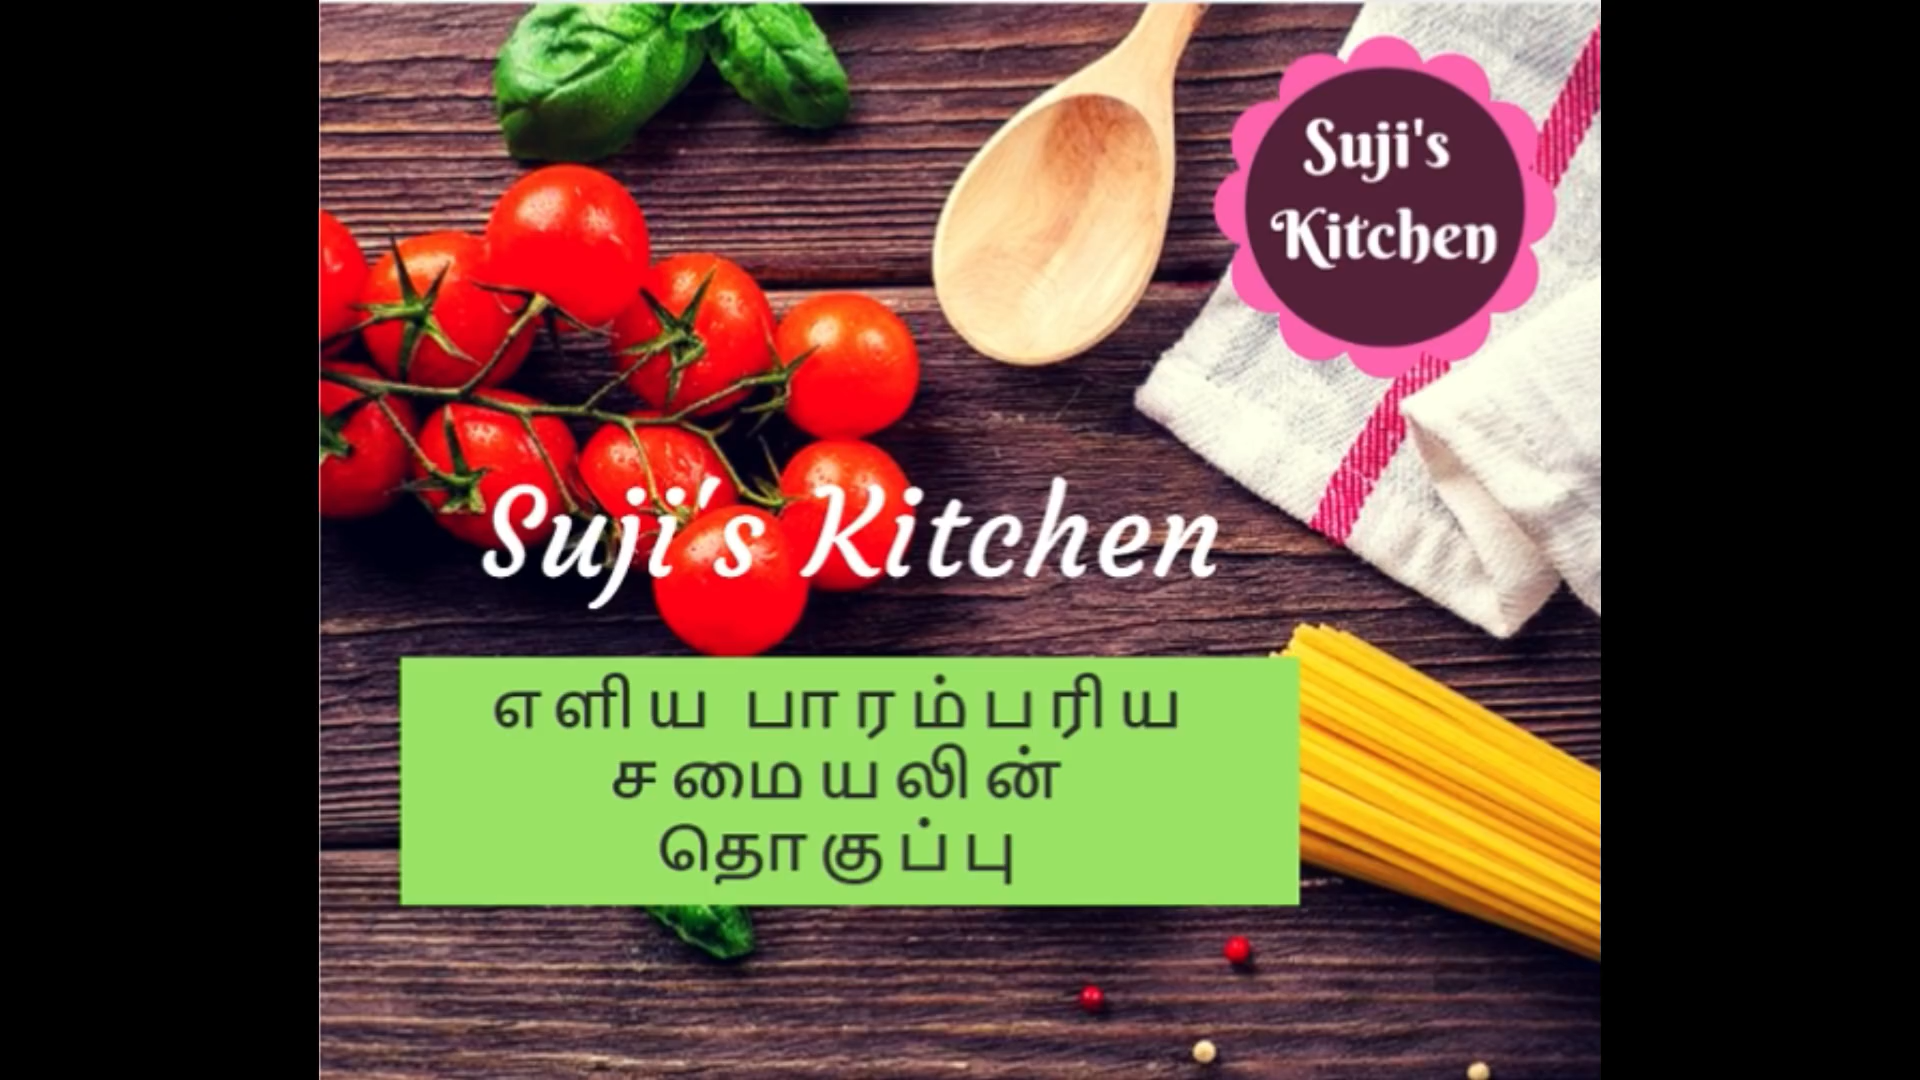 Suji's
Kitchen
Suji's Kitchen
எளிய பாரம்பரிய
சமையலின்
தொகுப்பு